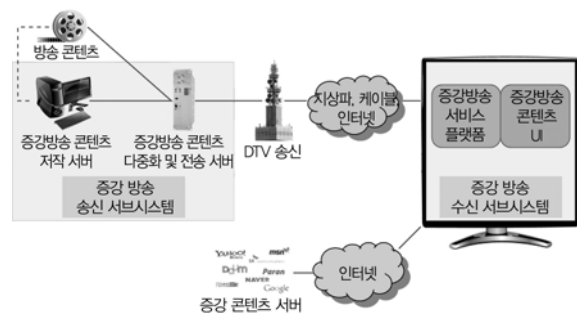 방송 콘텐츠
증강방송 콘텐츠
저작 서버
증강방송 콘텐츠
다중화 및 전송 서버
DTV 송신
지상파, 케이블,
인터넷
증강방송
서비스
플랫폼
증강방송
콘텐츠
UI
증강 방송
송신 서브시스템
증강 방송
수신 서브시스템
YAHOO!
msn
Daum
Paran
NAVER
Google
인터넷
증강 콘텐츠 서버